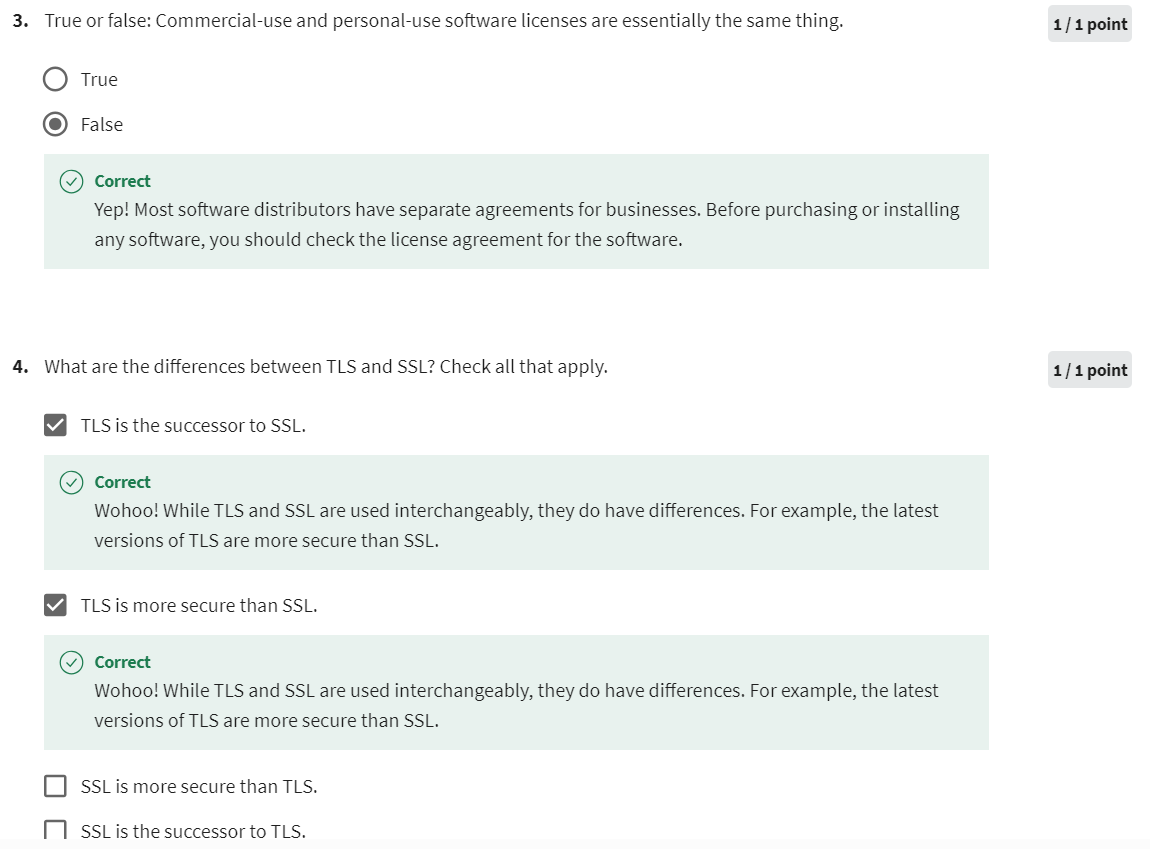 3. True or false: Commercial-use and personal-use software licenses are essentially the same thing.
1 / 1 point
True
False
Correct
Yep! Most software distributors have separate agreements for businesses. Before purchasing or installing
any software, you should check the license agreement for the software.
4. What are the differences between TLS and SSL? Check all that apply.
1 / 1 point
TLS is the successor to SSL.
Correct
Wohoo! While TLS and SSL are used interchangeably, they do have differences. For example, the latest
versions of TLS are more secure than SSL.
TLS is more secure than SSL.
Correct
Wohoo! While TLS and SSL are used interchangeably, they do have differences. For example, the latest
versions of TLS are more secure than SSL.
SSL is more secure than TLS.
SSL is the successor to TLS.